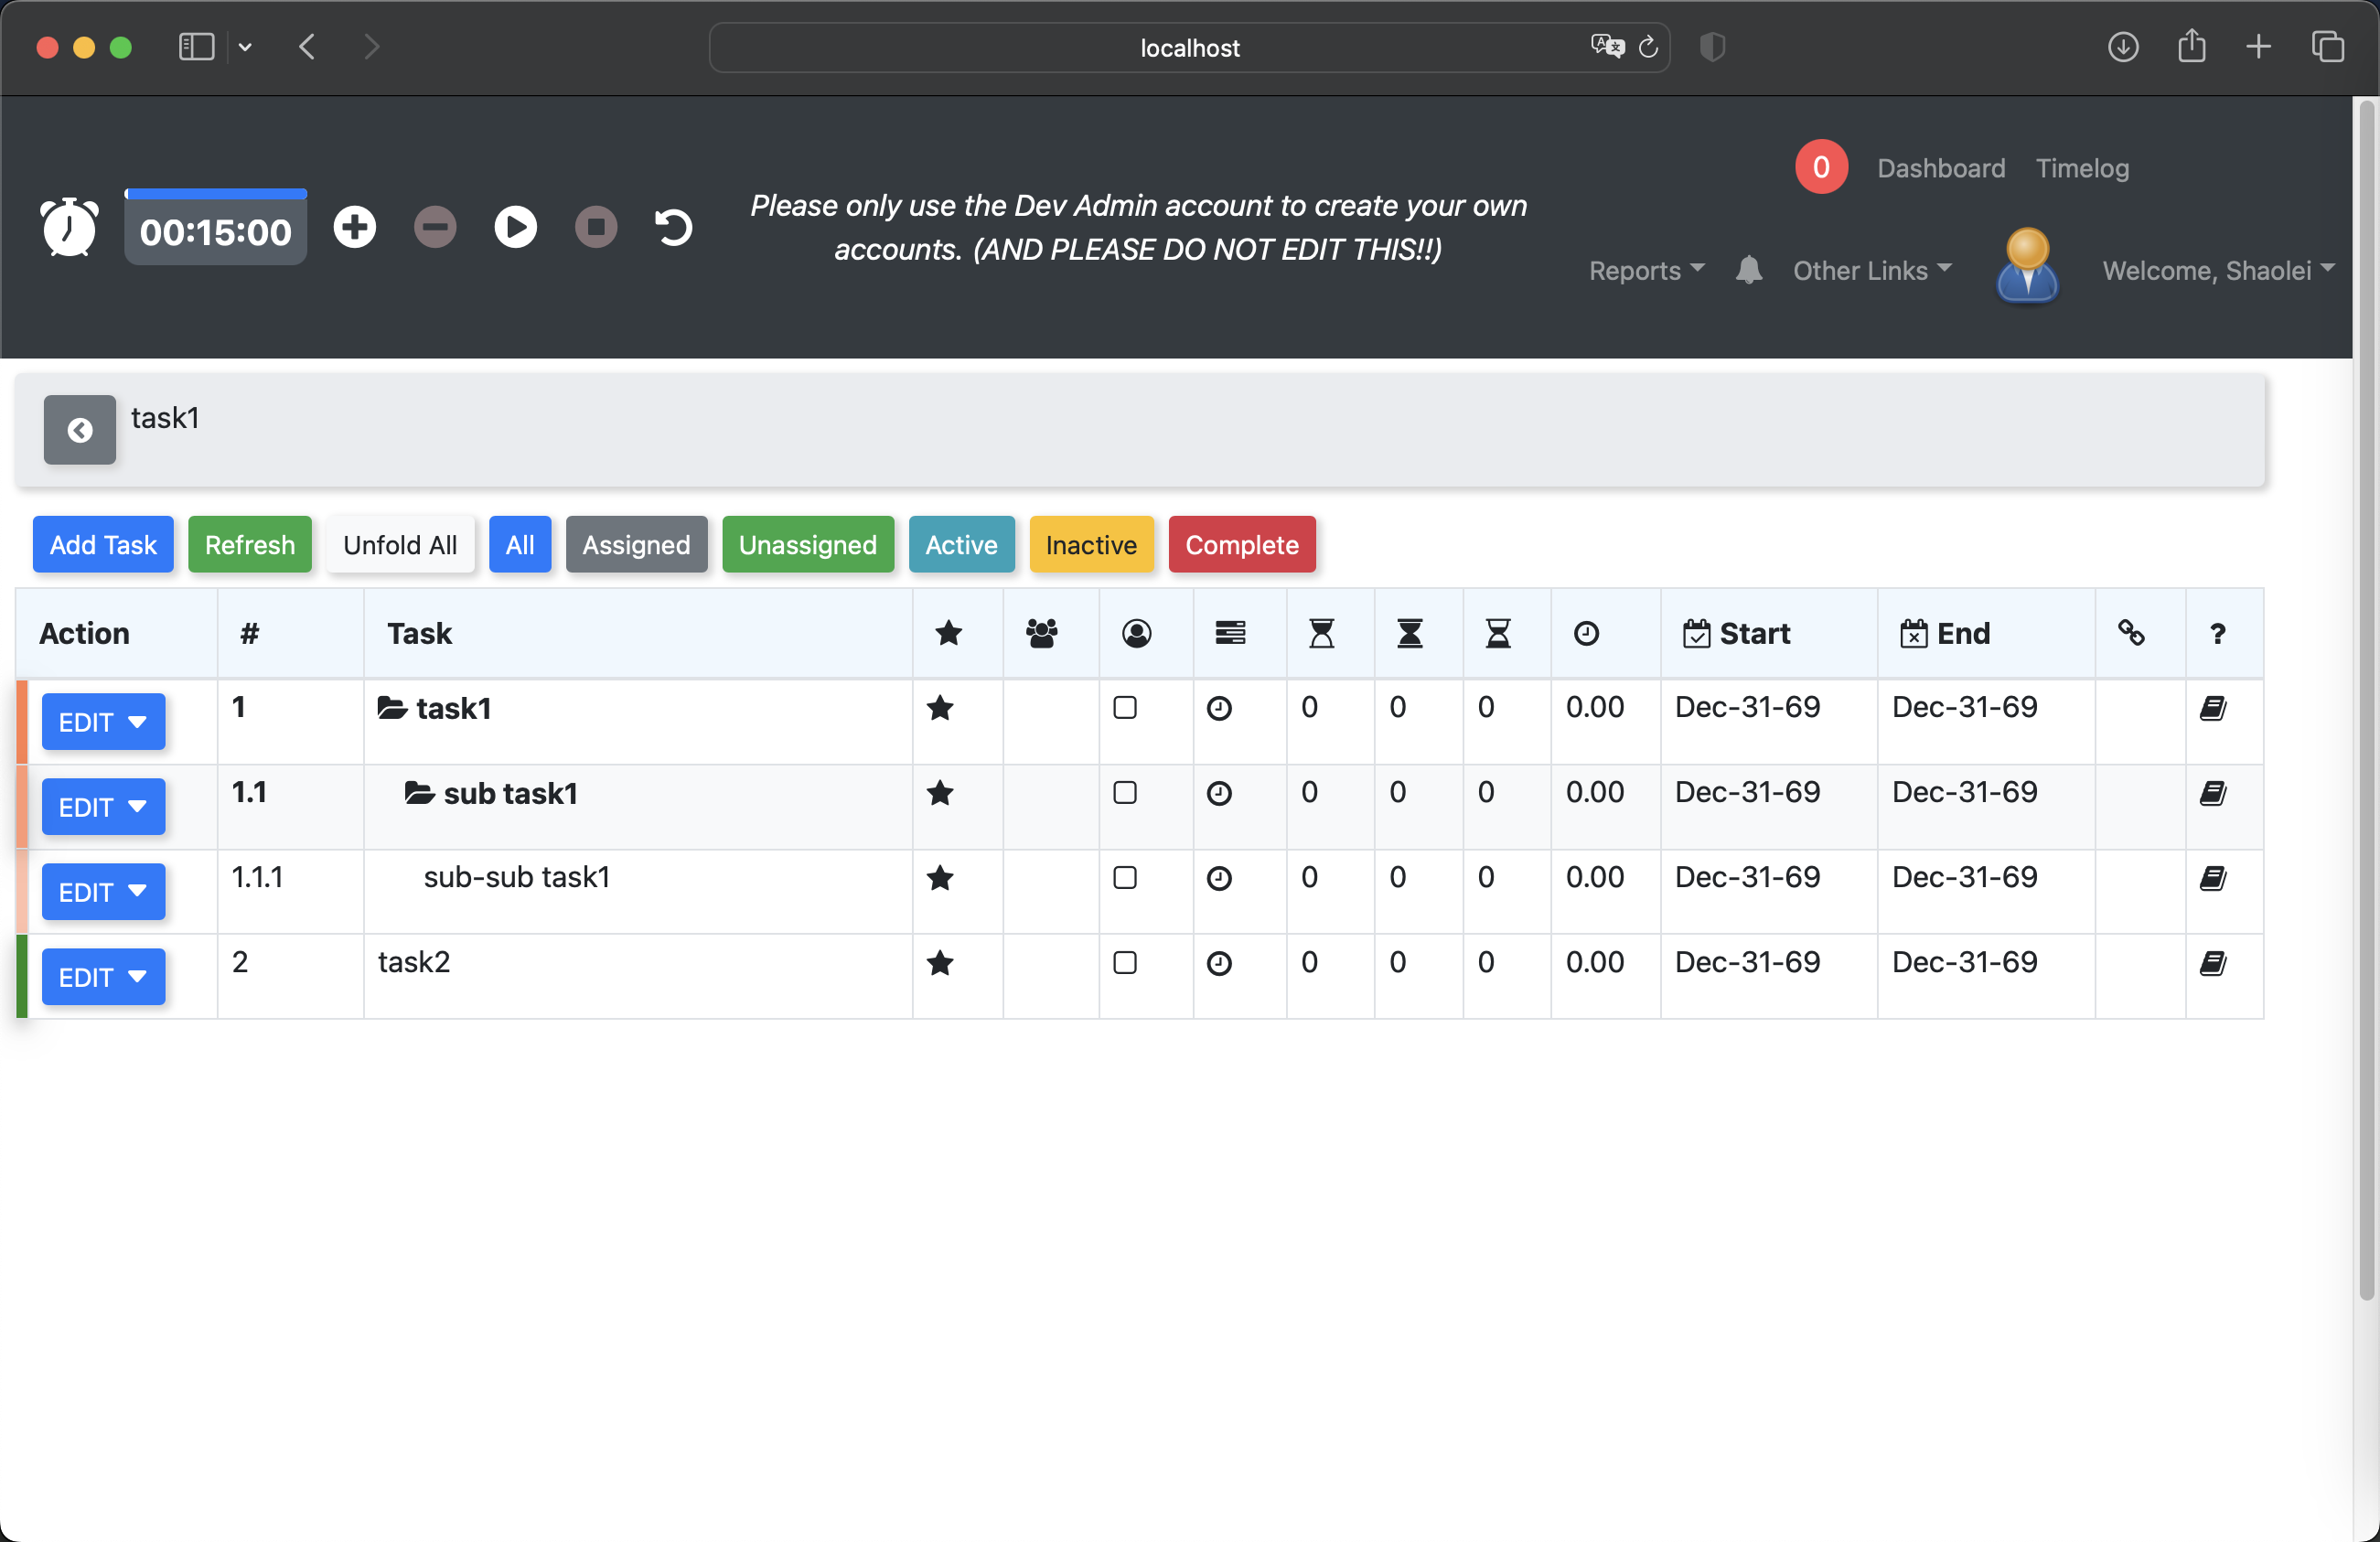 localhost
0 Dashboard Timelog
00:15:00
Please only use the Dev Admin account to create your own
accounts. (AND PLEASE DO NOT EDIT THIS!!)
Reports Other Links Welcome, Shaolei
task1
Add Task Refresh Unfold All All Assigned Unassigned Active Inactive Complete
Action # Task Start End ?
EDIT 1 task1 0 0 0 0.00 Dec-31-69 Dec-31-69
EDIT 1.1 sub task1 0 0 0 0.00 Dec-31-69 Dec-31-69
EDIT 1.1.1 sub-sub task1 0 0 0 0.00 Dec-31-69 Dec-31-69
EDIT 2 task2 0 0 0 0.00 Dec-31-69 Dec-31-69